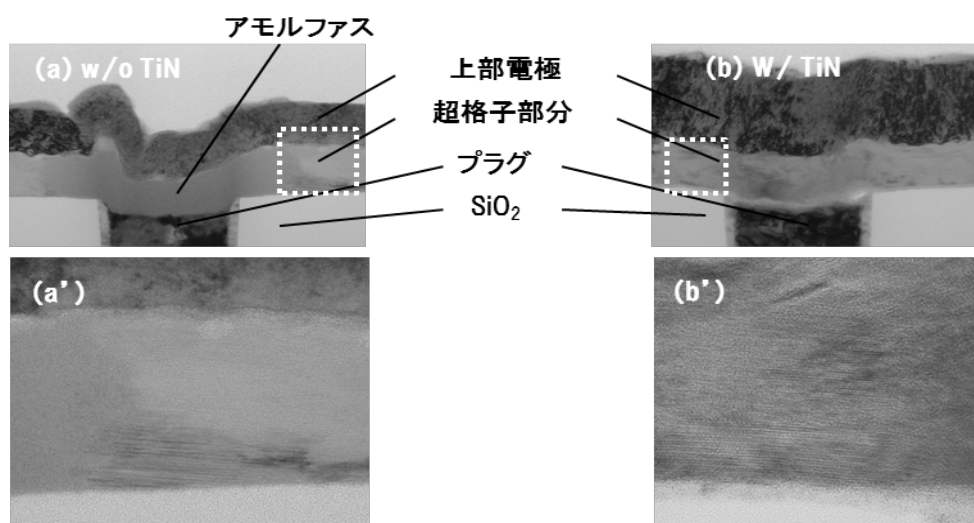 アモルファス
(a) w/o TiN
上部電極
(b) W/ TiN
超格子部分
プラグ
SiO₂
(a’)
(b’)